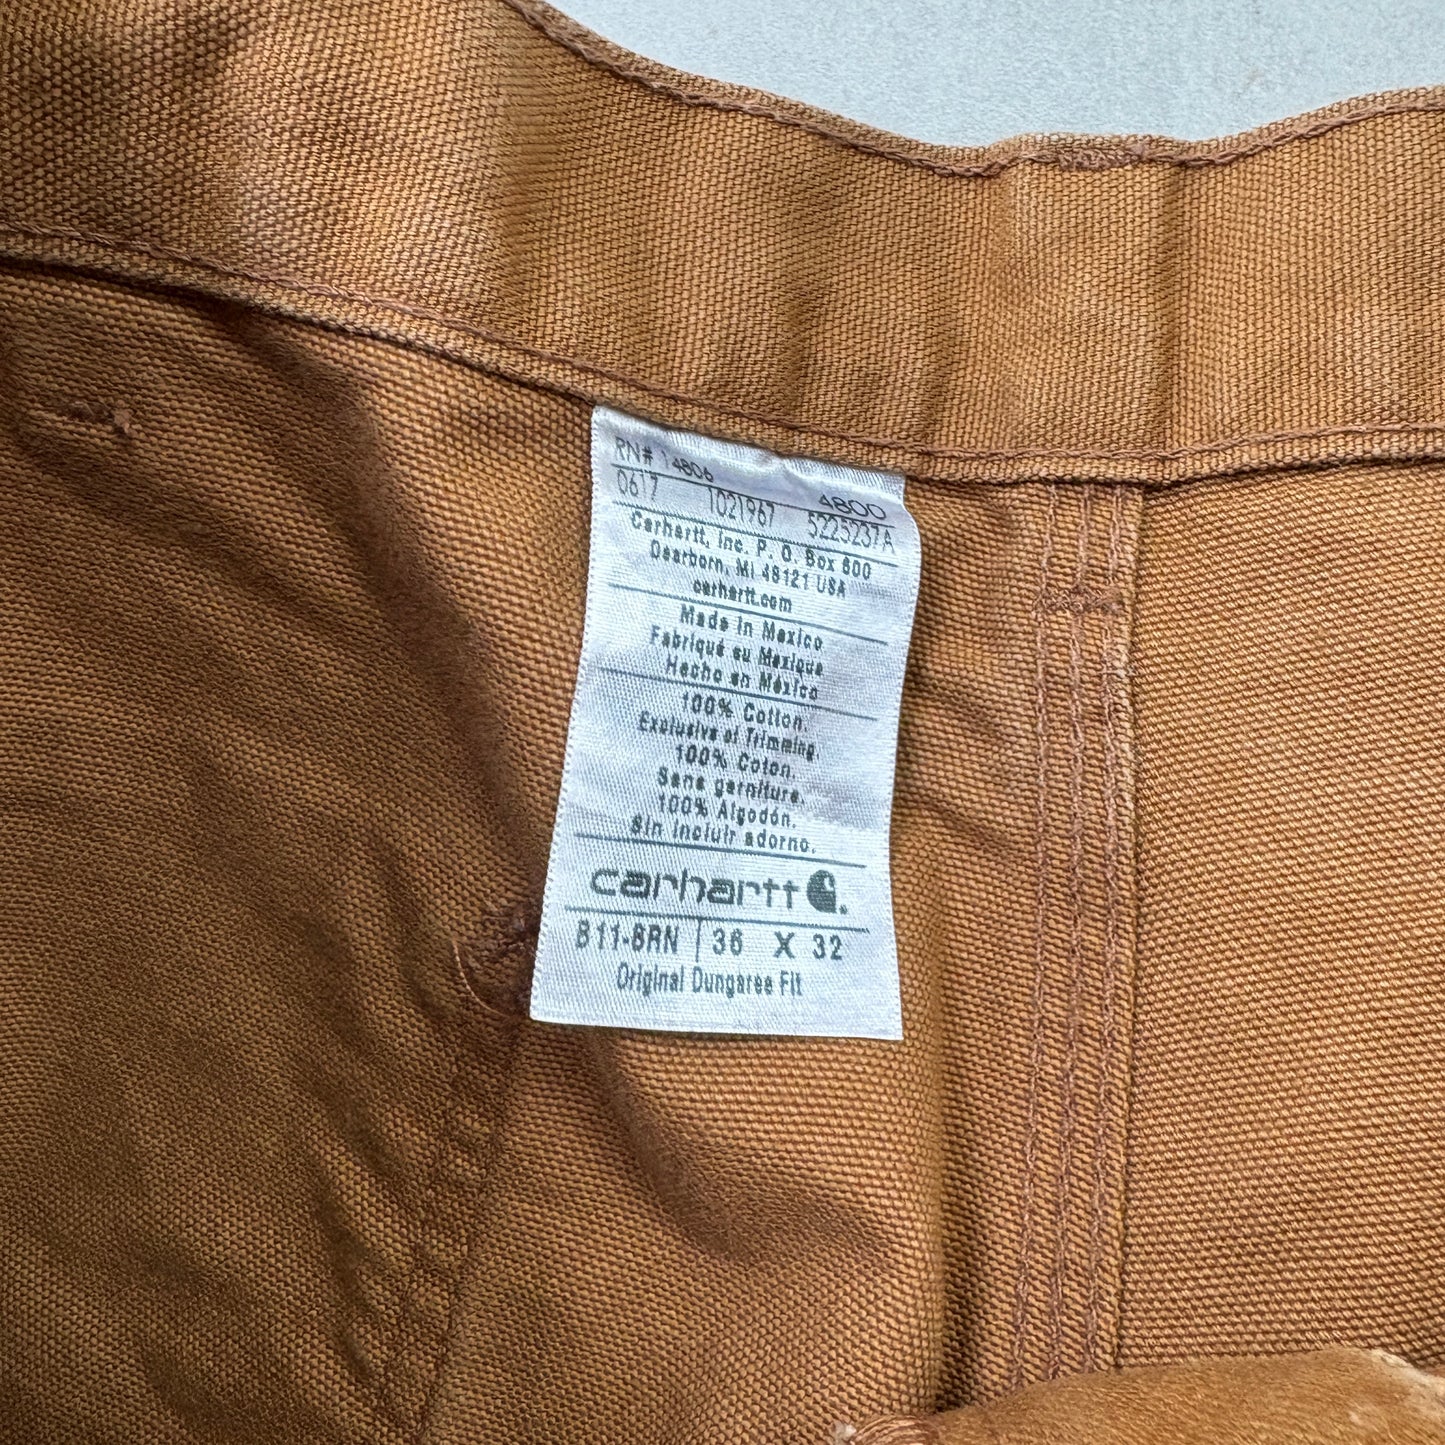 RN# 14806 4800
0617 1021967 5225237A
Carhartt, Inc. P. O. Box 600
Dearborn, MI 48121 USA
carhartt.com
Made in Mexico
Fabriqué au Mexique
Hecho en México
100% Cotton.
Exclusive of Trimming.
100% Coton.
Sans garniture.
100% Algodón.
Sin incluir adorno.
carhartt
B11-BRN 36 X 32
Original Dungaree Fit